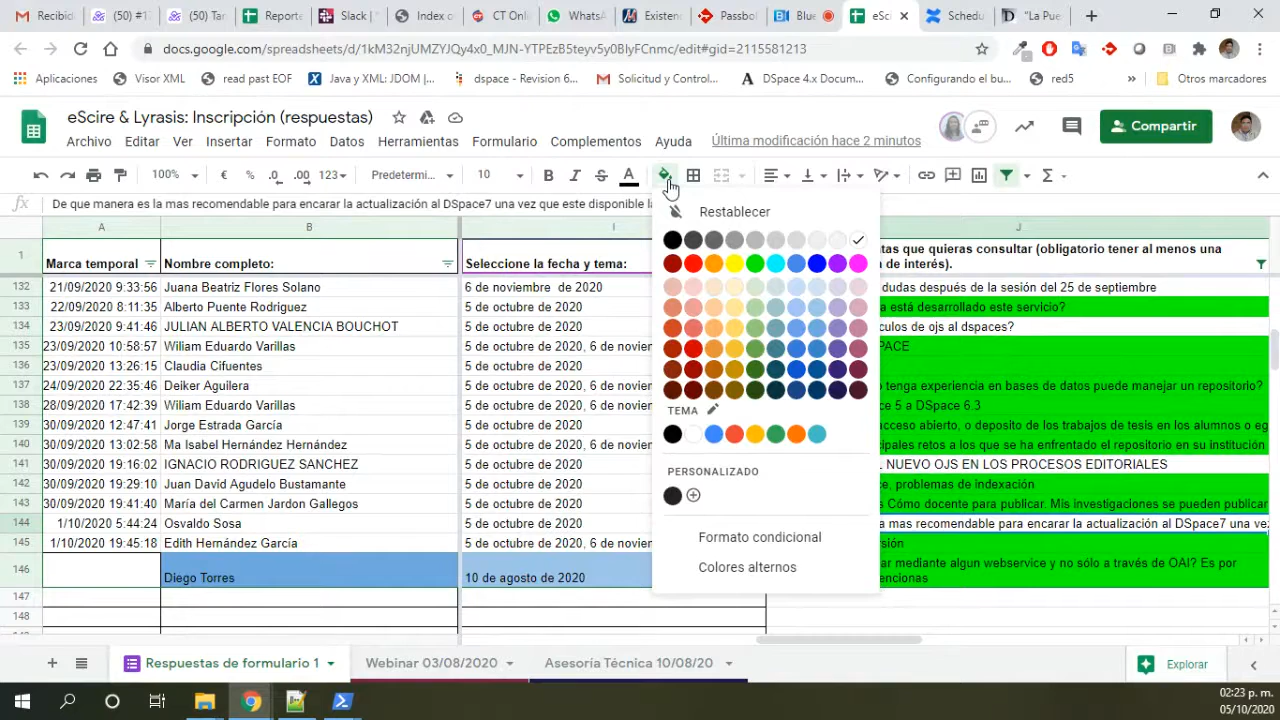 Recibidi
(50) #1
(50) Tar
Reporte
Slack |
Index o
CT Onli
WhatsA
Existen
Passbol
Blue
eSci
Schedu
"La Pue
docs.google.com/spreadsheets/d/1kM32njUMZYJQy4x0_MJN-YTPEzB5teyv5y0BlyFCnmc/edit#gid=2115581213
Aplicaciones
Visor XML
read past EOF
Java y XML: JDOM |...
dspace - Revision 6...
Solicitud y Control...
DSpace 4.x Docum...
Configurando el bu...
red5
»
Otros marcadores
eScire & Lyrasis: Inscripción (respuestas)
Archivo Editar Ver Insertar Formato Datos Herramientas Formulario Complementos Ayuda
Última modificación hace 2 minutos
Compartir
100% € % .0 .00 123 Predetermi... 10 B I S A
fx De manera es la mas recomendable para encarar la actualización al DSpace7 una vez que este disponible la
A B I J
1 Marca temporal Nombre completo: Seleccione la fecha y tema:
tas que quieras consultar (obligatorio tener al menos una
de interés).
132 21/09/2020 9:33:56 Juana Beatriz Flores Solano 6 de noviembre de 2020 dudas después de la sesión del 25 de septiembre
133 22/09/2020 8:11:35 Alberto Puente Rodríguez 5 de octubre de 2020 a está desarrollado este servicio?
134 23/09/2020 9:41:46 JULIAN ALBERTO VALENCIA BOUCHOT 5 de octubre de 2020 culos de ojs al dspaces?
135 23/09/2020 10:56:57 Wiliam Eduardo Varillas 5 de octubre de 2020, 6 de noviem PACE
136 23/09/2020 13:26:15 Claudia Cifuentes 5 de octubre de 2020
137 24/09/2020 22:35:46 Deiker Aguilera 5 de octubre de 2020 o tenga experiencia en bases de datos puede manejar un repositorio?
138 28/09/2020 17:42:39 Wiliam Eduardo Varillas 5 de octubre de 2020, 6 de noviem e 5 a DSpace 6.3
139 30/09/2020 12:47:41 Jorge Estrada García 5 de octubre de 2020 acceso abierto, o deposito de los trabajos de tesis en los alumnos o eg
140 30/09/2020 13:02:58 Ma Isabel Hernández Hernández 5 de octubre de 2020, 6 de noviem cipales retos a los que se ha enfrentado el repositorio en su institución
141 30/09/2020 19:16:02 IGNACIO RODRIGUEZ SANCHEZ 5 de octubre de 2020 L NUEVO OJS EN LOS PROCESOS EDITORIALES
142 30/09/2020 19:29:10 Juan David Agudelo Bustamante 5 de octubre de 2020 ce, problemas de indexación
143 30/09/2020 21:41:40 María del Carmen Jardon Gallegos 5 de octubre de 2020 s Cómo docente para publicar. Mis investigaciones se pueden publicar
144 1/10/2020 5:44:24 Osvaldo Sosa 5 de octubre de 2020 a mas recomendable para encarar la actualización al DSpace7 una vez
145 1/10/2020 19:45:18 Edith Hernández García 5 de octubre de 2020, 6 de noviem rsión
146 Diego Torres 10 de agosto de 2020
ar mediante algun webservice y no sólo a través de OAI? Es por
encionas
147
148
Restablecer
TEMA
PERSONALIZADO
Formato condicional
Colores alternos
Respuestas de formulario 1
Webinar 03/08/2020
Asesoría Técnica 10/08/20
Explorar
02:23 p. m.
05/10/2020